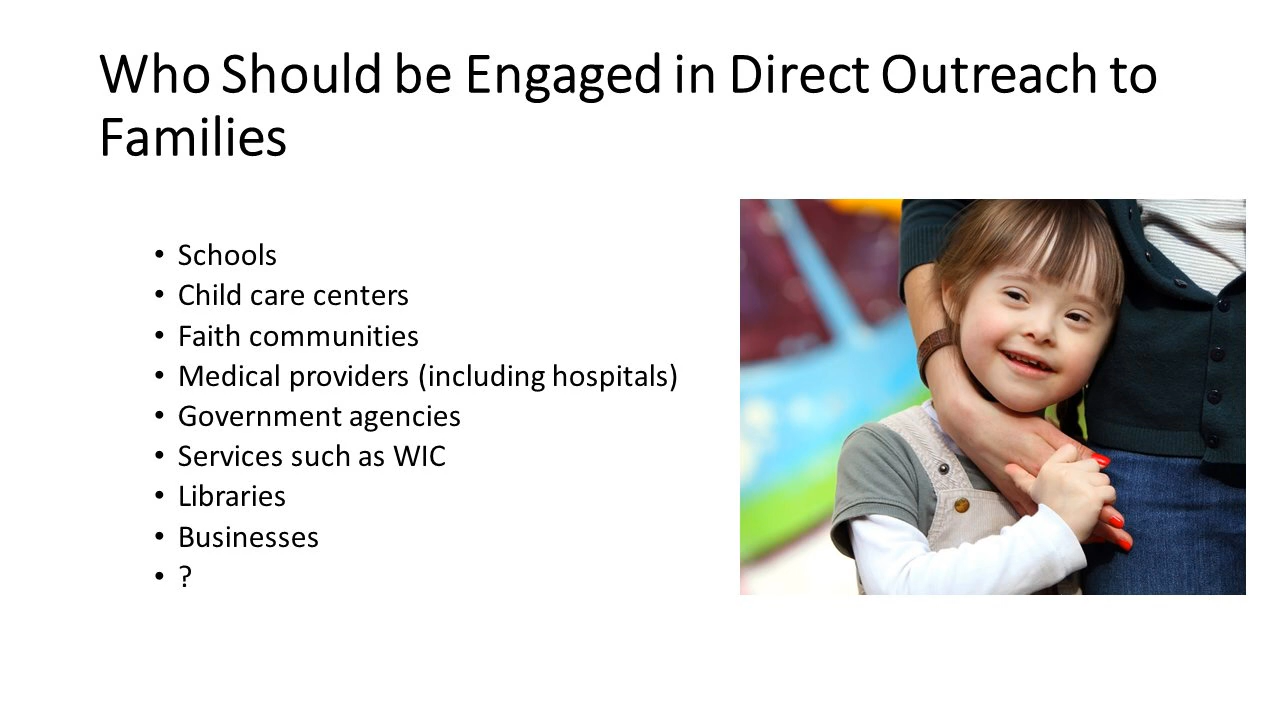 Who Should be Engaged in Direct Outreach to
Families
• Schools
• Child care centers
• Faith communities
• Medical providers (including hospitals)
• Government agencies
• Services such as WIC
• Libraries
• Businesses
• ?